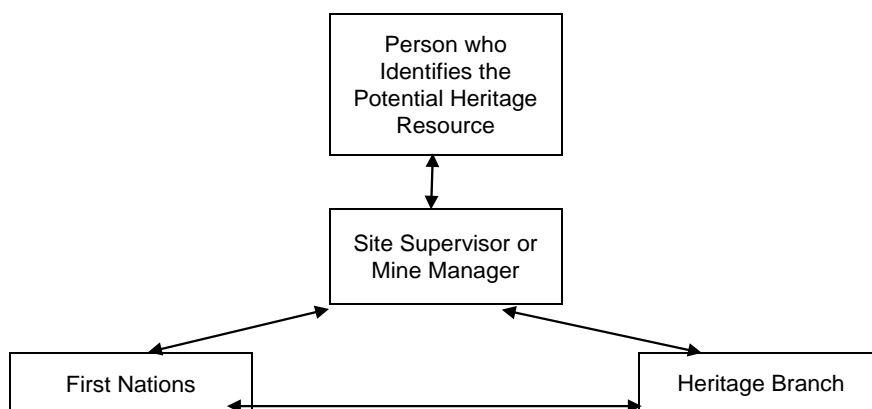 Person who
Identifies the
Potential Heritage
Resource
Site Supervisor or
Mine Manager
First Nations
Heritage Branch